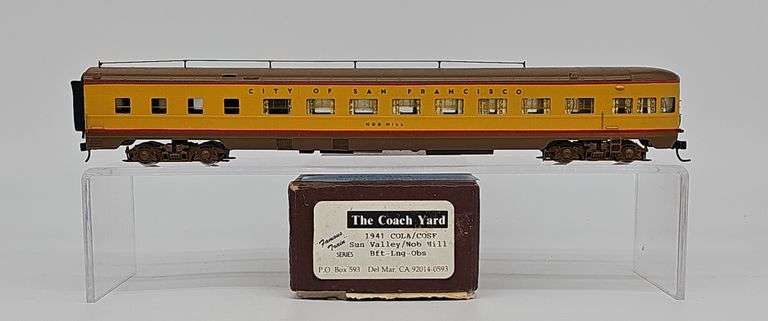 CITY OF SAN FRANCISCO
NOB HILL
The Coach Yard
Famous Train SERIES
1941 COLA/COSF
Sun Valley/Nob Hill
Bft-Lng-Obs
P.O. Box 593 Del Mar, CA 92014-0593